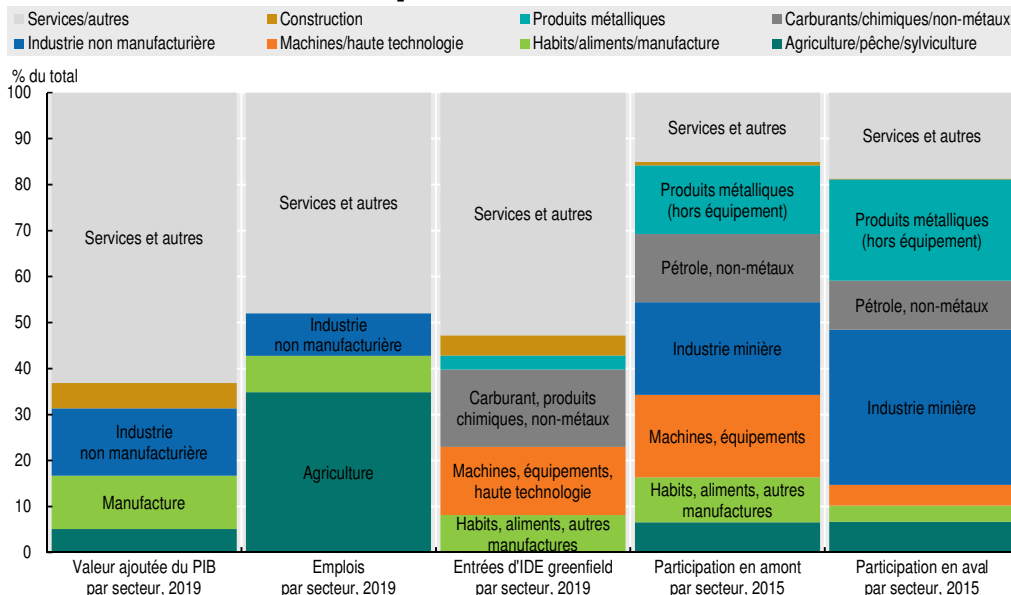 Services/autres
Construction
Produits métalliques
Carburants/chimiques/non-métaux
Industrie non manufacturière
Machines/haute technologie
Habits/aliments/manufacture
Agriculture/pêche/sylviculture
% du total
100
90
80
70
60
50
40
30
20
10
0
Services et autres
Industrie
non manufacturière
Manufacture
Services et autres
Industrie
non manufacturière
Agriculture
Services et autres
Carburant, produits
chimiques, non-métaux
Machines, équipements,
haute technologie
Habits, aliments, autres
manufactures
Services et autres
Produits métalliques
(hors équipement)
Pétrole, non-métaux
Industrie minière
Machines, équipements
Habits, aliments, autres
manufactures
Services et autres
Produits métalliques
(hors équipement)
Pétrole, non-métaux
Industrie minière
Valeur ajoutée du PIB
par secteur, 2019
Emplois
par secteur, 2019
Entrées d'IDE greenfield
par secteur, 2019
Participation en amont
par secteur, 2015
Participation en aval
par secteur, 2015